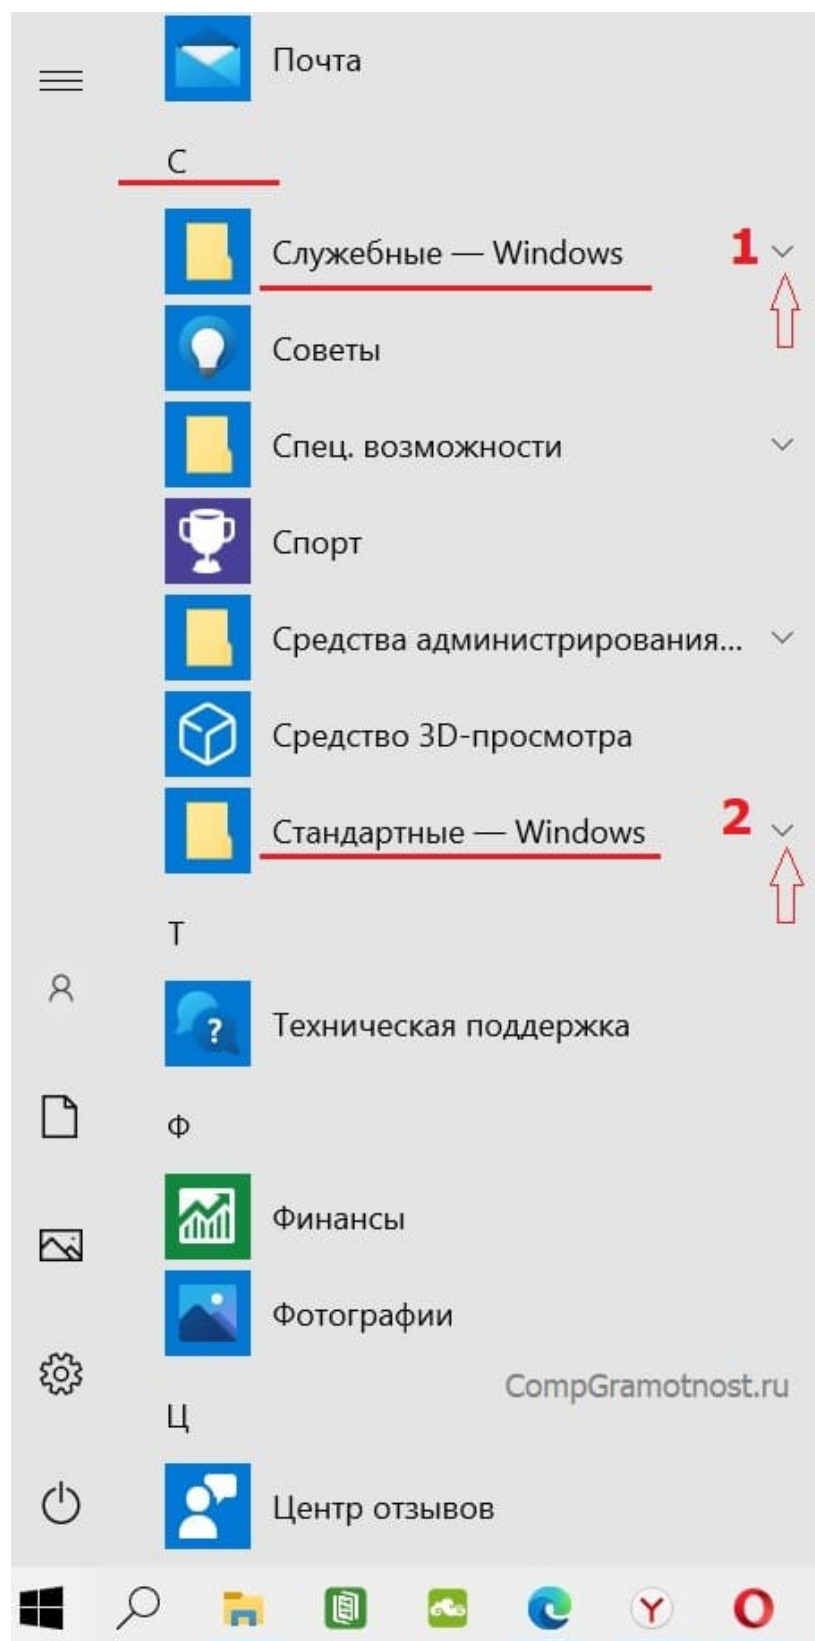 Почта
С
Служебные — Windows 1
Советы
Спец. возможности
Спорт
Средства администрирования...
Средство 3D-просмотра
Стандартные — Windows 2
Т
Техническая поддержка
Ф
Финансы
Фотографии
CompGramotnost.ru
Ц
Центр отзывов